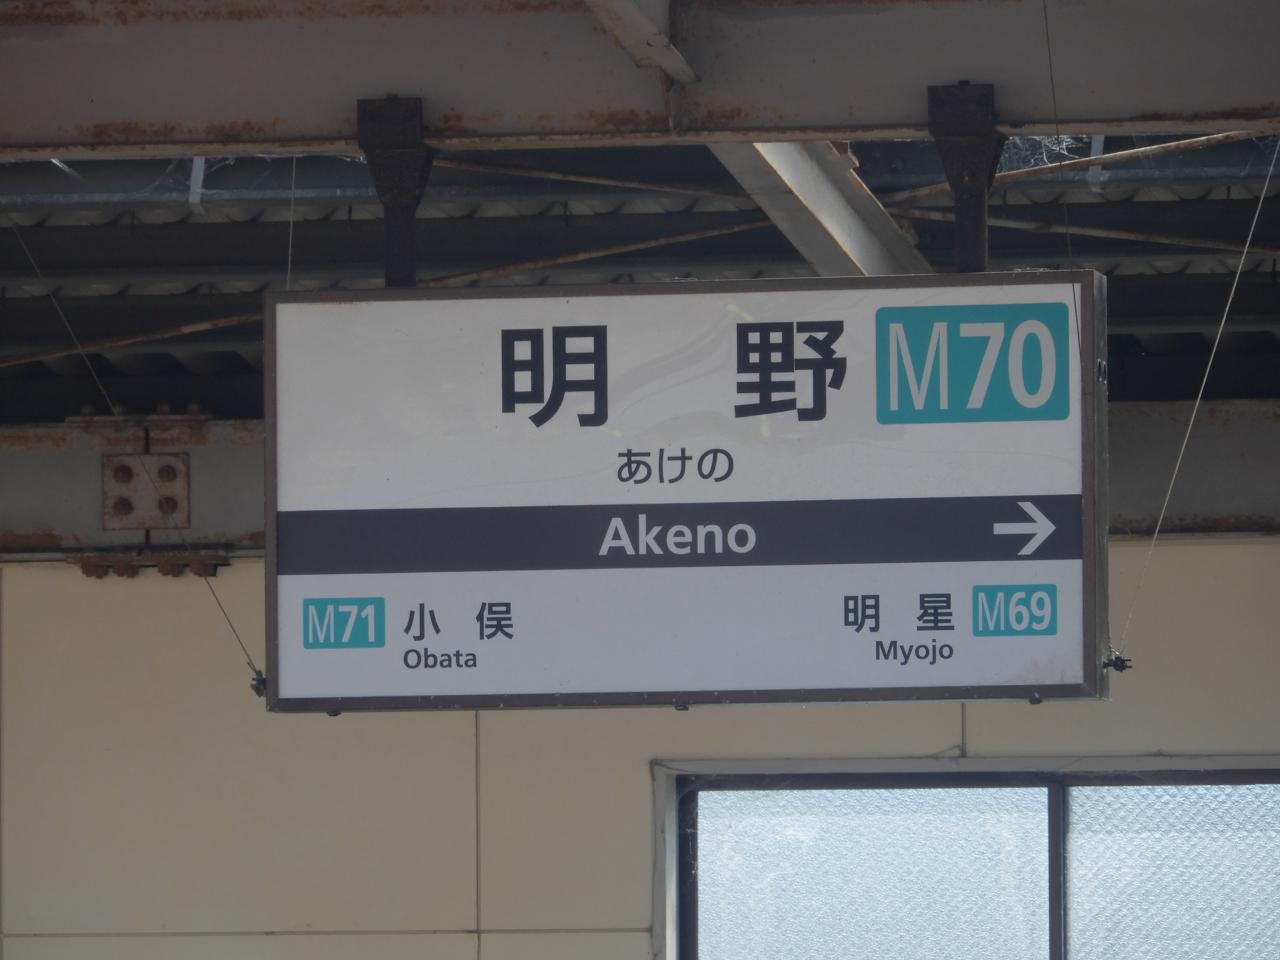 明 野 M70
あけの
Akeno →
M71 小 俣 明 星 M69
Obata Myojo